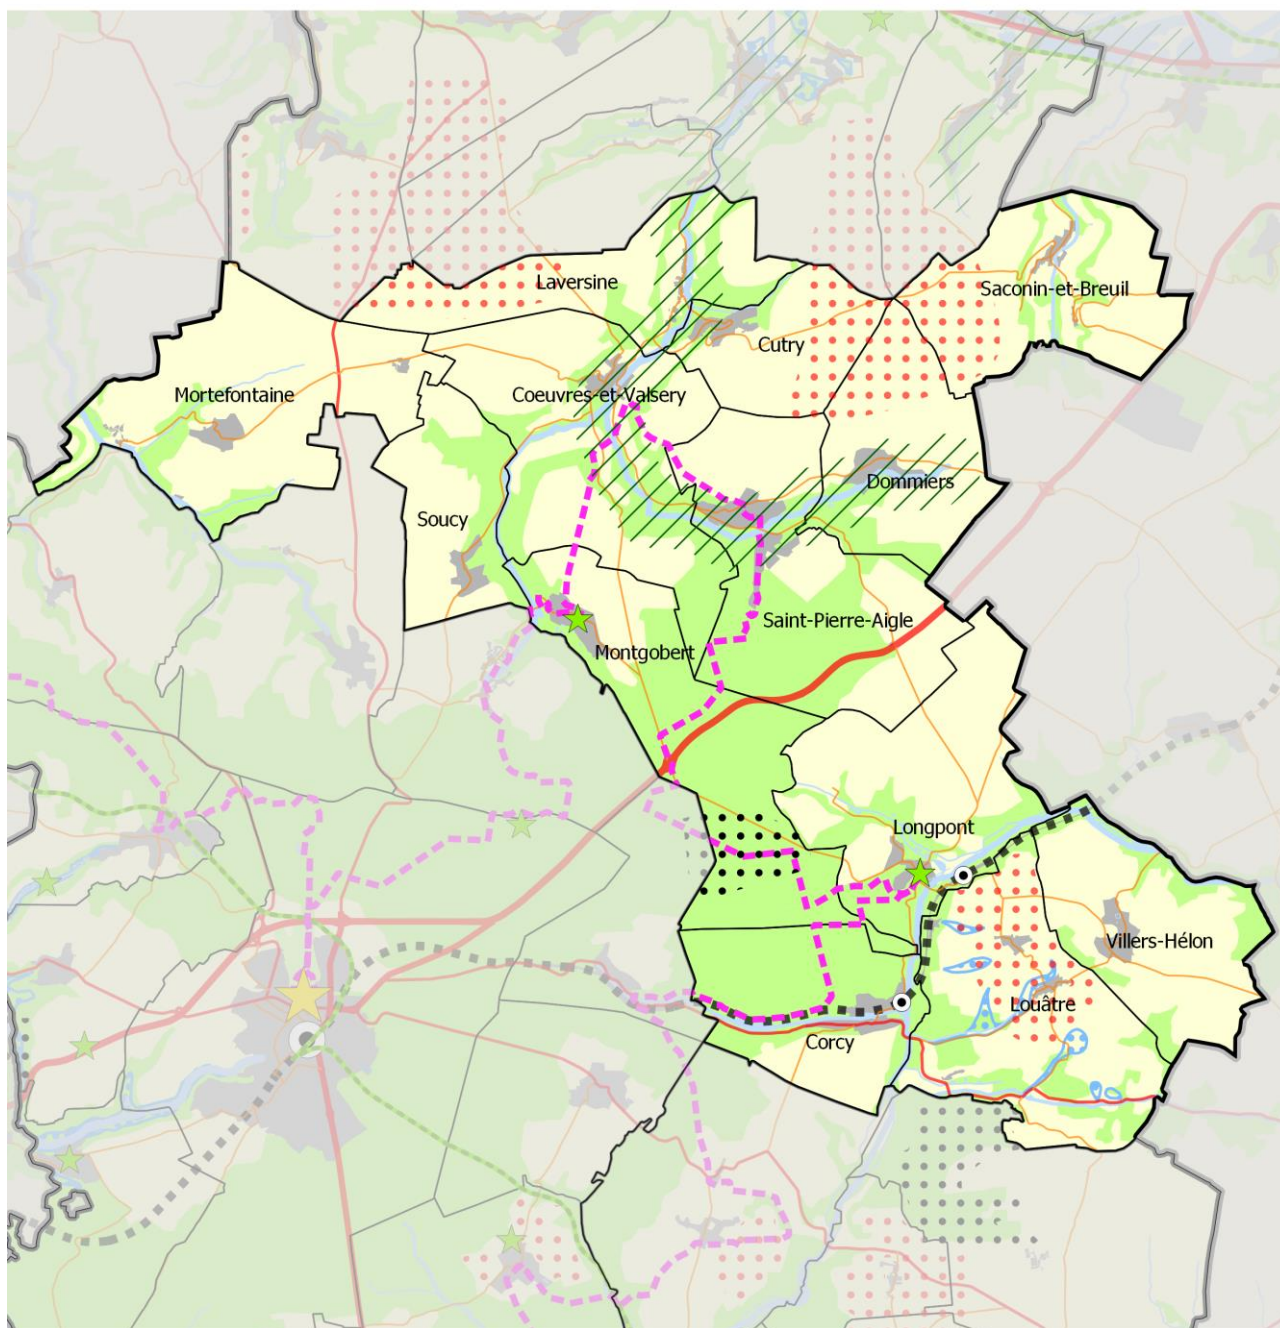 Laversine
Saconin-et-Breuil
Cutry
Mortefontaine
Coeuvres-et-Valsery
Dommiers
Soucy
Saint-Pierre-Aigle
Montgobert
Longpont
Villers-Hélon
Louâtre
Corcy